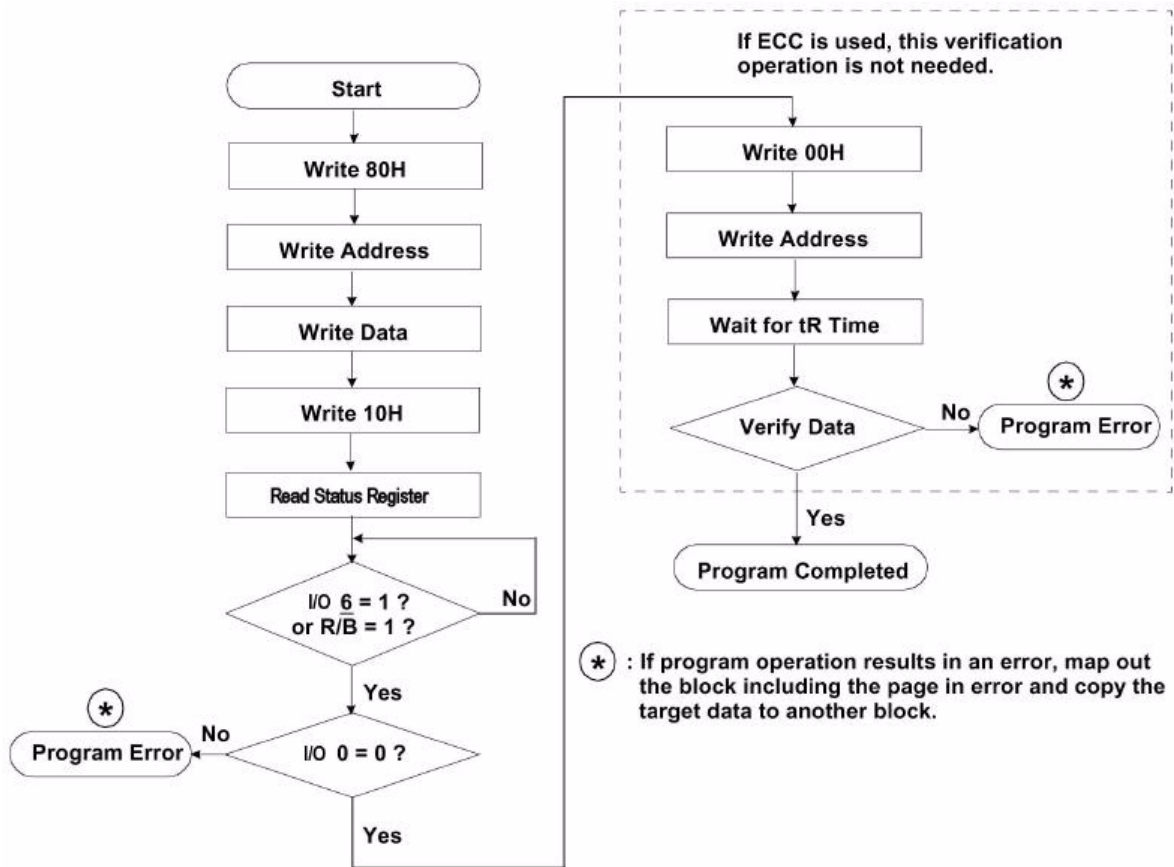 Start
Write 80H
Write Address
Write Data
Write 10H
Read Status Register
I/O 6 = 1 ?
or R/B̅ = 1 ?
No
Yes
I/O 0 = 0 ?
No
*
Program Error
Yes
If ECC is used, this verification
operation is not needed.
Write 00H
Write Address
Wait for tR Time
Verify Data
No
*
Program Error
Yes
Program Completed
* : If program operation results in an error, map out
the block including the page in error and copy the
target data to another block.